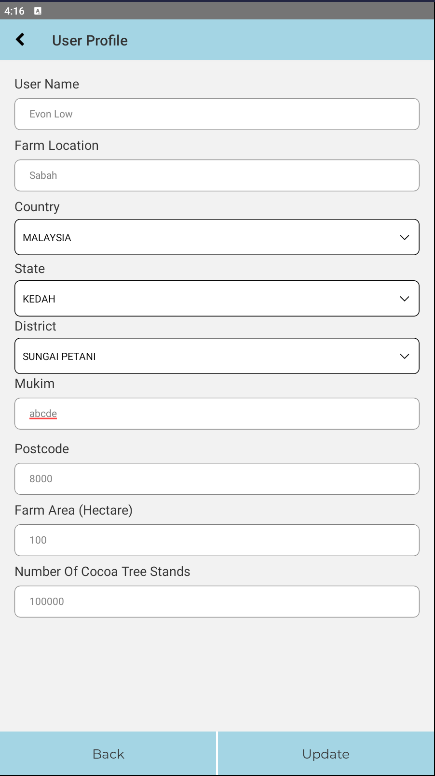 4:16 A
User Profile
User Name
Evon Low
Farm Location
Sabah
Country
MALAYSIA
State
KEDAH
District
SUNGAI PETANI
Mukim
abcde
Postcode
8000
Farm Area (Hectare)
100
Number Of Cocoa Tree Stands
100000
Back Update